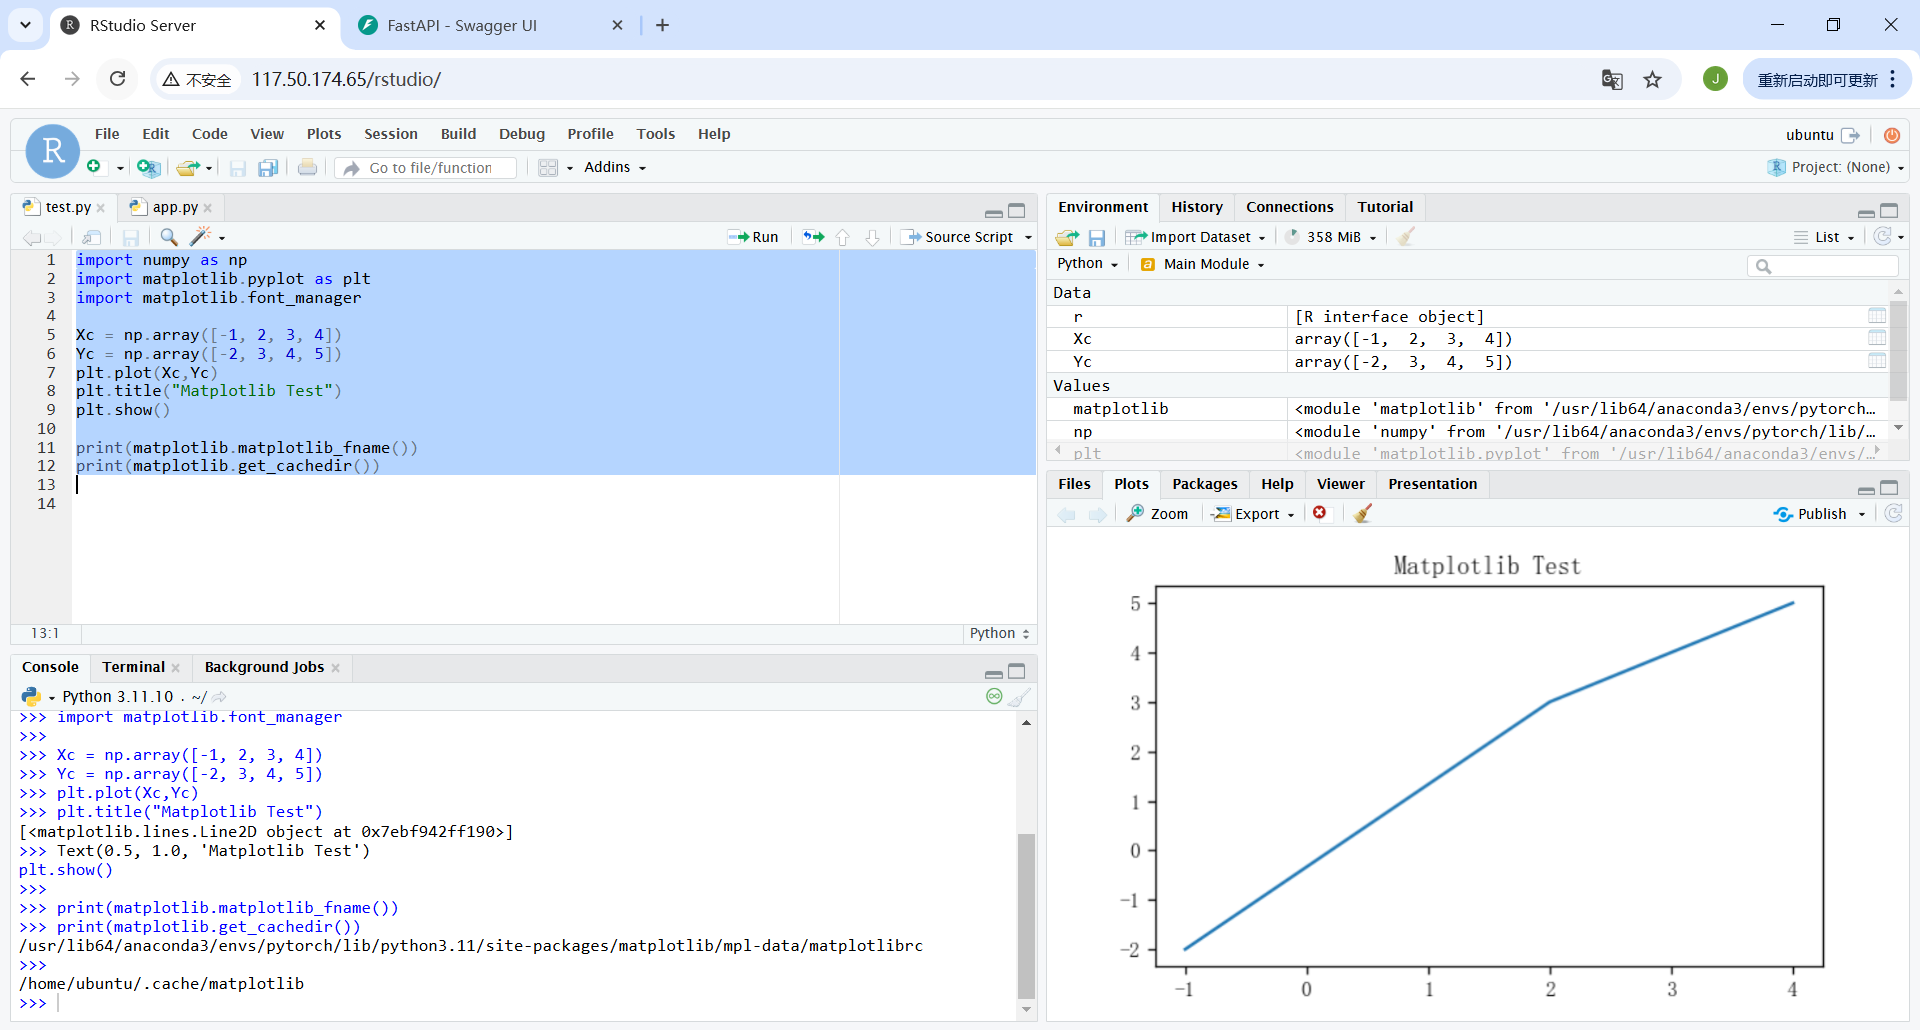 RStudio Server
FastAPI - Swagger UI
不安全
117.50.174.65/rstudio/
J
重新启动即可更新
R
File Edit Code View Plots Session Build Debug Profile Tools Help
ubuntu
Go to file/function
Addins
Project: (None)
test.py
app.py
Run
Source Script
1 import numpy as np
2 import matplotlib.pyplot as plt
3 import matplotlib.font_manager
4
5 Xc = np.array([-1, 2, 3, 4])
6 Yc = np.array([-2, 3, 4, 5])
7 plt.plot(Xc,Yc)
8 plt.title("Matplotlib Test")
9 plt.show()
10
11 print(matplotlib.matplotlib_fname())
12 print(matplotlib.get_cachedir())
13
14
13:1
Python
Console Terminal Background Jobs
Python 3.11.10 . ~/
>>> import matplotlib.font_manager
>>>
>>> Xc = np.array([-1, 2, 3, 4])
>>> Yc = np.array([-2, 3, 4, 5])
>>> plt.plot(Xc,Yc)
>>> plt.title("Matplotlib Test")
[<matplotlib.lines.Line2D object at 0x7ebf942ff190>]
>>> Text(0.5, 1.0, 'Matplotlib Test')
plt.show()
>>>
>>> print(matplotlib.matplotlib_fname())
>>> print(matplotlib.get_cachedir())
/usr/lib64/anaconda3/envs/pytorch/lib/python3.11/site-packages/matplotlib/mpl-data/matplotlibrc
>>>
/home/ubuntu/.cache/matplotlib
>>>
Environment History Connections Tutorial
Import Dataset
358 MiB
List
Python
Main Module
Data
r [R interface object]
Xc array([-1, 2, 3, 4])
Yc array([-2, 3, 4, 5])
Values
matplotlib <module 'matplotlib' from '/usr/lib64/anaconda3/envs/pytorch…
np <module 'numpy' from '/usr/lib64/anaconda3/envs/pytorch/lib/…
plt <module 'matplotlib.pyplot' from '/usr/lib64/anaconda3/envs/…
Files Plots Packages Help Viewer Presentation
Zoom
Export
Publish
Matplotlib Test
5
4
3
2
1
0
-1
-2
-1 0 1 2 3 4